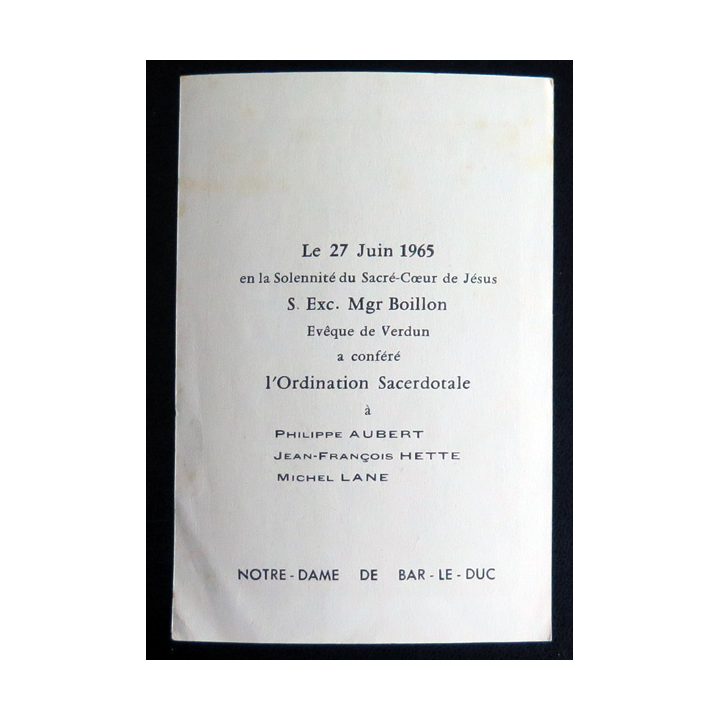 Le 27 Juin 1965
en la Solennité du Sacré-Cœur de Jésus
S. Exc. Mgr Boillon
Evêque de Verdun
a conféré
l'Ordination Sacerdotale
à
PHILIPPE AUBERT
JEAN-FRANÇOIS HETTE
MICHEL LANE
NOTRE-DAME DE BAR-LE-DUC